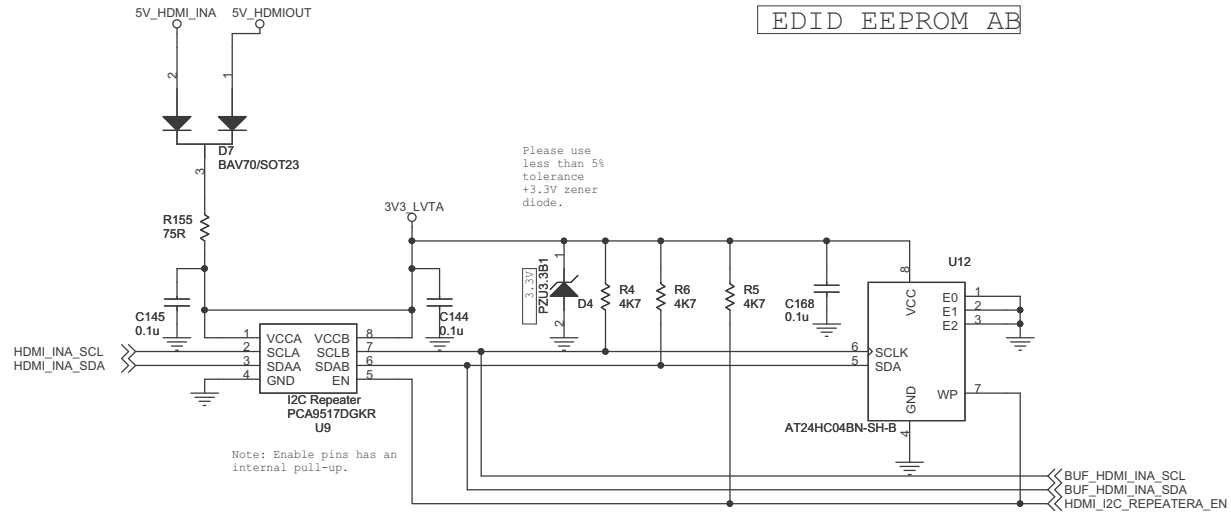 5V_HDMI_INA
5V_HDMIOUT
EDID EEPROM AB
2
1
D7
BAV70/SOT23
3
Please use
less than 5%
tolerance
+3.3V zener
diode.
R155
75R
3V3_LVTA
U12
C145
0.1u
C144
0.1u
3.3V
PZU3.3B1
1
2
D4
R4
4K7
R6
4K7
R5
4K7
C168
0.1u
8
VCC
E0 1
E1 2
E2 3
1 VCCA VCCB 8
HDMI_INA_SCL 2 SCLA SCLB 7
HDMI_INA_SDA 3 SDAA SDAB 6
4 GND EN 5
6 SCLK
5 SDA
WP 7
GND
4
I2C Repeater
PCA9517DGKR
U9
AT24HC04BN-SH-B
Note: Enable pins has an
internal pull-up.
BUF_HDMI_INA_SCL
BUF_HDMI_INA_SDA
HDMI_I2C_REPEATERA_EN